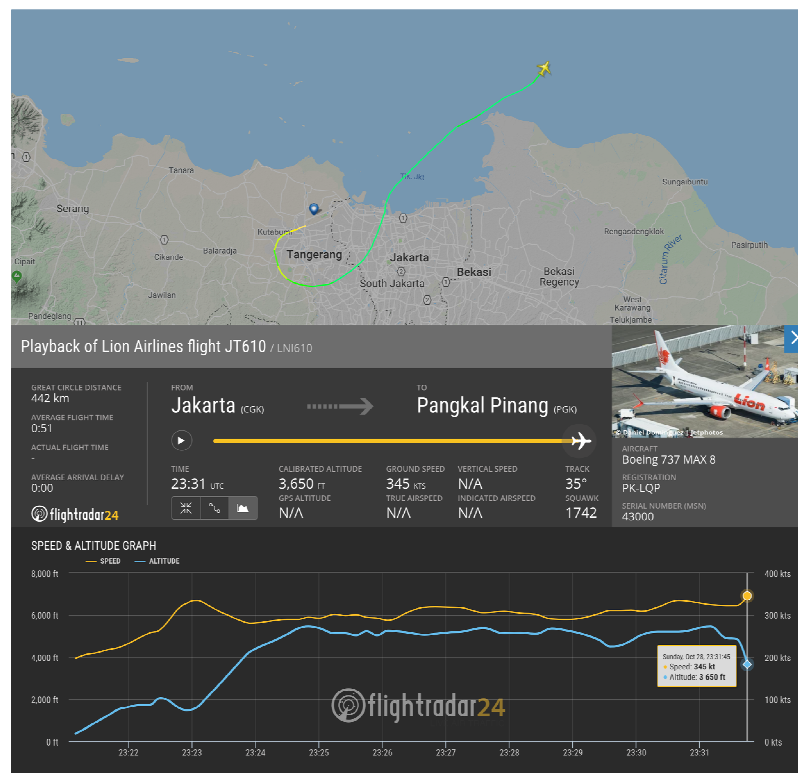 Tanara
Serang
Kutabumi
Cikande
Balaradja
Tangerang
Jakarta
South Jakarta
Bekasi
Bekasi
Regency
Sungaibuntu
Rengasdengklok
Citarum River
Pasirputih
Cipait
Jawilan
Pandeglang
West
Karawang
Telukjambe
Playback of Lion Airlines flight JT610 / LNI610
GREAT CIRCLE DISTANCE
442 km
AVERAGE FLIGHT TIME
0:51
ACTUAL FLIGHT TIME
-
AVERAGE ARRIVAL DELAY
0:00
flightradar24
FROM
Jakarta (CGK)
TO
Pangkal Pinang (PGK)
TIME
23:31 UTC
CALIBRATED ALTITUDE
3,650 FT
GPS ALTITUDE
N/A
GROUND SPEED
345 KTS
TRUE AIRSPEED
N/A
VERTICAL SPEED
N/A
INDICATED AIRSPEED
N/A
TRACK
35°
SQUAWK
1742
Lion
© Daniel Dominguez | Jetphotos
AIRCRAFT
Boeing 737 MAX 8
REGISTRATION
PK-LQP
SERIAL NUMBER (MSN)
43000
SPEED & ALTITUDE GRAPH
SPEED ALTITUDE
8,000 ft
6,000 ft
4,000 ft
2,000 ft
0 ft
400 kts
300 kts
200 kts
100 kts
0 kts
Sunday, Oct 28, 23:31:45
Speed: 345 kt
Altitude: 3 650 ft
flightradar24
23:22 23:23 23:24 23:25 23:26 23:27 23:28 23:29 23:30 23:31